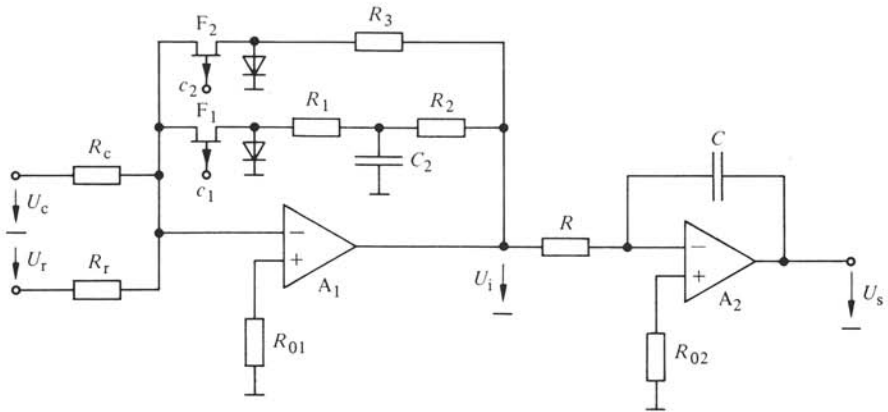 F2
R3
c2
F1
R1
R2
Rc
C2
C
c1
Uc
R
Ur
−
−
Rr
+
+
A1
Ui
A2
Us
R01
R02